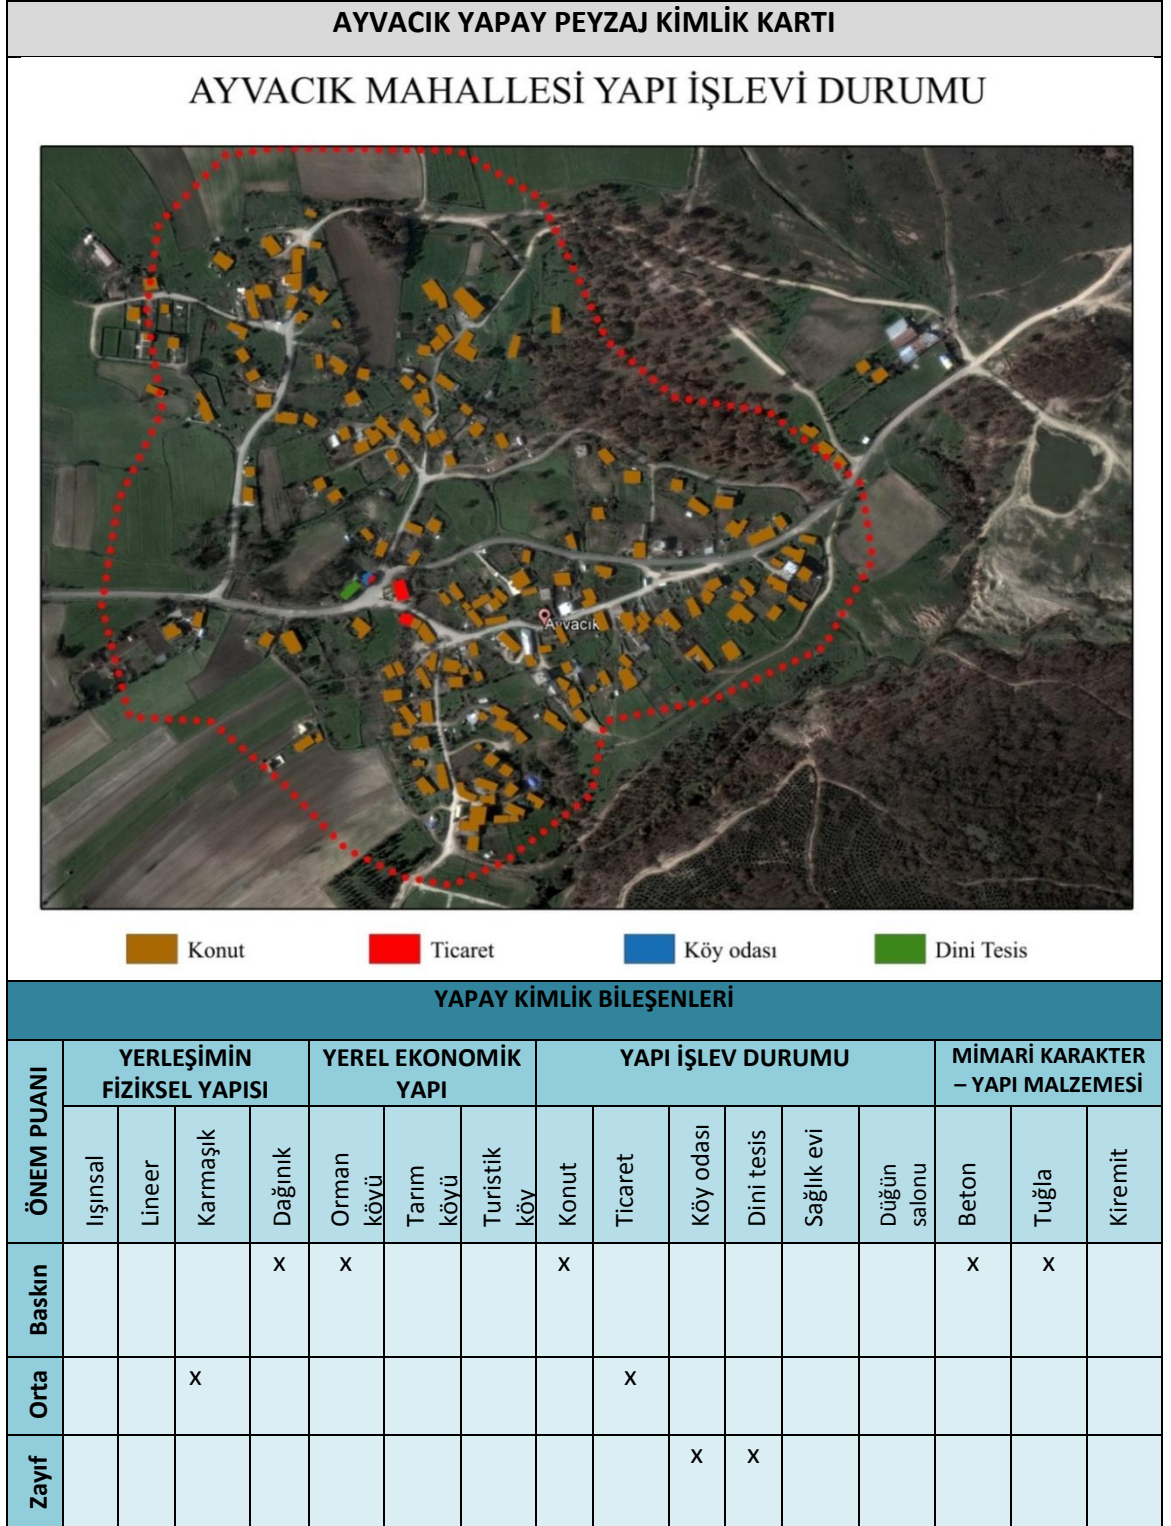 AYVACIK YAPAY PEYZAJ KİMLİK KARTI
AYVACIK MAHALLESİ YAPI İŞLEVİ DURUMU
Ayvacık
Konut
Ticaret
Köy odası
Dini Tesis
YAPAY KİMLİK BİLEŞENLERİ
ÖNEM PUANI
YERLEŞİMİN
FİZİKSEL YAPISI
YEREL EKONOMİK
YAPI
YAPI İŞLEV DURUMU
MİMARİ KARAKTER
– YAPI MALZEMESİ
Işınsal
Lineer
Karmaşık
Dağınık
Orman
köyü
Tarım
köyü
Turistik
köy
Konut
Ticaret
Köy odası
Dini tesis
Sağlık evi
Düğün
salonu
Beton
Tuğla
Kiremit
Baskın
x x x x x
Orta
x x
Zayıf
x x